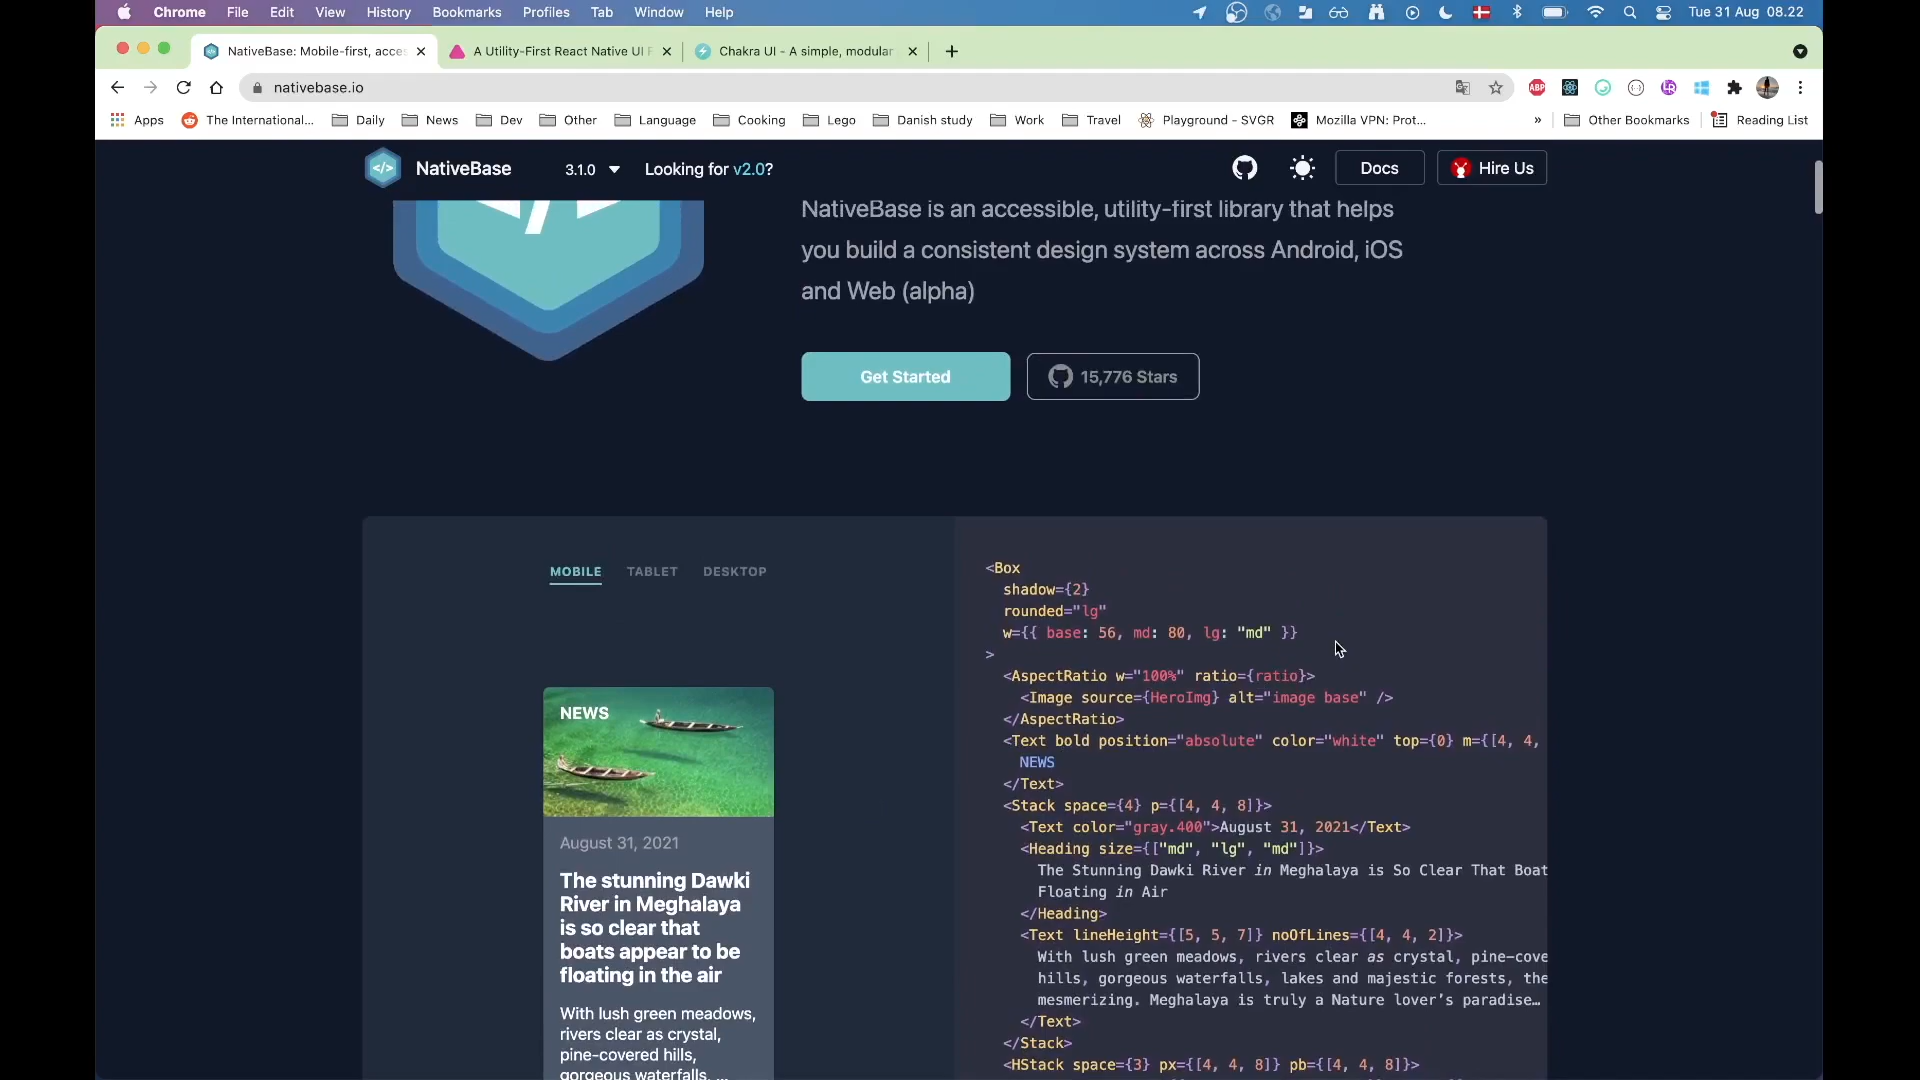 Chrome File Edit View History Bookmarks Profiles Tab Window Help Tue 31 Aug 08.22
NativeBase: Mobile-first, acces A Utility-First React Native UI F Chakra UI - A simple, modular
nativebase.io
Apps The International... Daily News Dev Other Language Cooking Lego Danish study Work Travel Playground - SVGR Mozilla VPN: Prot... » Other Bookmarks Reading List
</> NativeBase 3.1.0 Looking for v2.0? Docs Hire Us
NativeBase is an accessible, utility-first library that helps
you build a consistent design system across Android, iOS
and Web (alpha)
Get Started 15,776 Stars
MOBILE TABLET DESKTOP
NEWS
August 31, 2021
The stunning Dawki
River in Meghalaya
is so clear that
boats appear to be
floating in the air
With lush green meadows,
rivers clear as crystal,
pine-covered hills,
gorgeous waterfalls, ...
<Box
shadow={2}
rounded="lg"
w={{ base: 56, md: 80, lg: "md" }}
>
<AspectRatio w="100%" ratio={ratio}>
<Image source={HeroImg} alt="image base" />
</AspectRatio>
<Text bold position="absolute" color="white" top={0} m={[4, 4,
NEWS
</Text>
<Stack space={4} p={[4, 4, 8]}>
<Text color="gray.400">August 31, 2021</Text>
<Heading size={["md", "lg", "md"]}>
The Stunning Dawki River in Meghalaya is So Clear That Boat
Floating in Air
</Heading>
<Text lineHeight={[5, 5, 7]} noOfLines={[4, 4, 2]}>
With lush green meadows, rivers clear as crystal, pine-cove
hills, gorgeous waterfalls, lakes and majestic forests, the
mesmerizing. Meghalaya is truly a Nature lover's paradise…
</Text>
</Stack>
<HStack space={3} px={[4, 4, 8]} pb={[4, 4, 8]}>